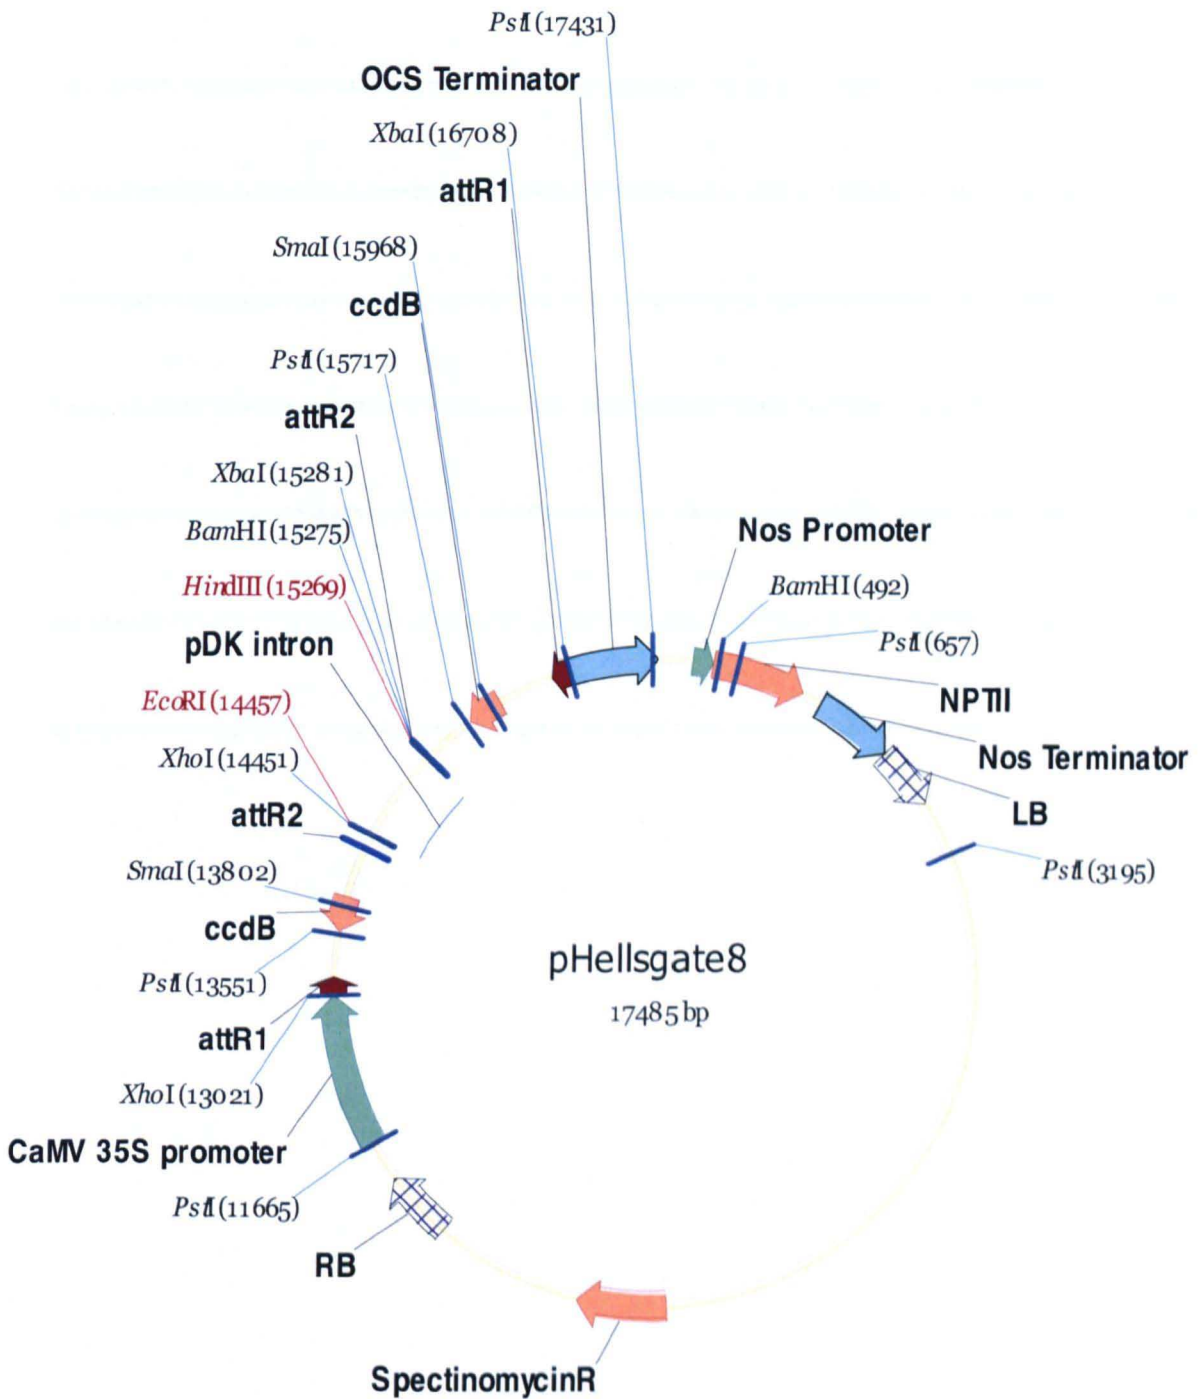 PstI(17431)
OCS Terminator
XbaI(16708)
attR1
SmaI(15968)
ccdB
PstI(15717)
attR2
XbaI(15281)
BamHI(15275)
HindIII(15269)
pDK intron
EcoRI(14457)
XhoI(14451)
attR2
SmaI(13802)
ccdB
PstI(13551)
attR1
XhoI(13021)
CaMV 35S promoter
PstI(11665)
RB
SpectinomycinR
Nos Promoter
BamHI(492)
PstI(657)
NPTII
Nos Terminator
LB
PstI(3195)
pHellsgate8
17485 bp